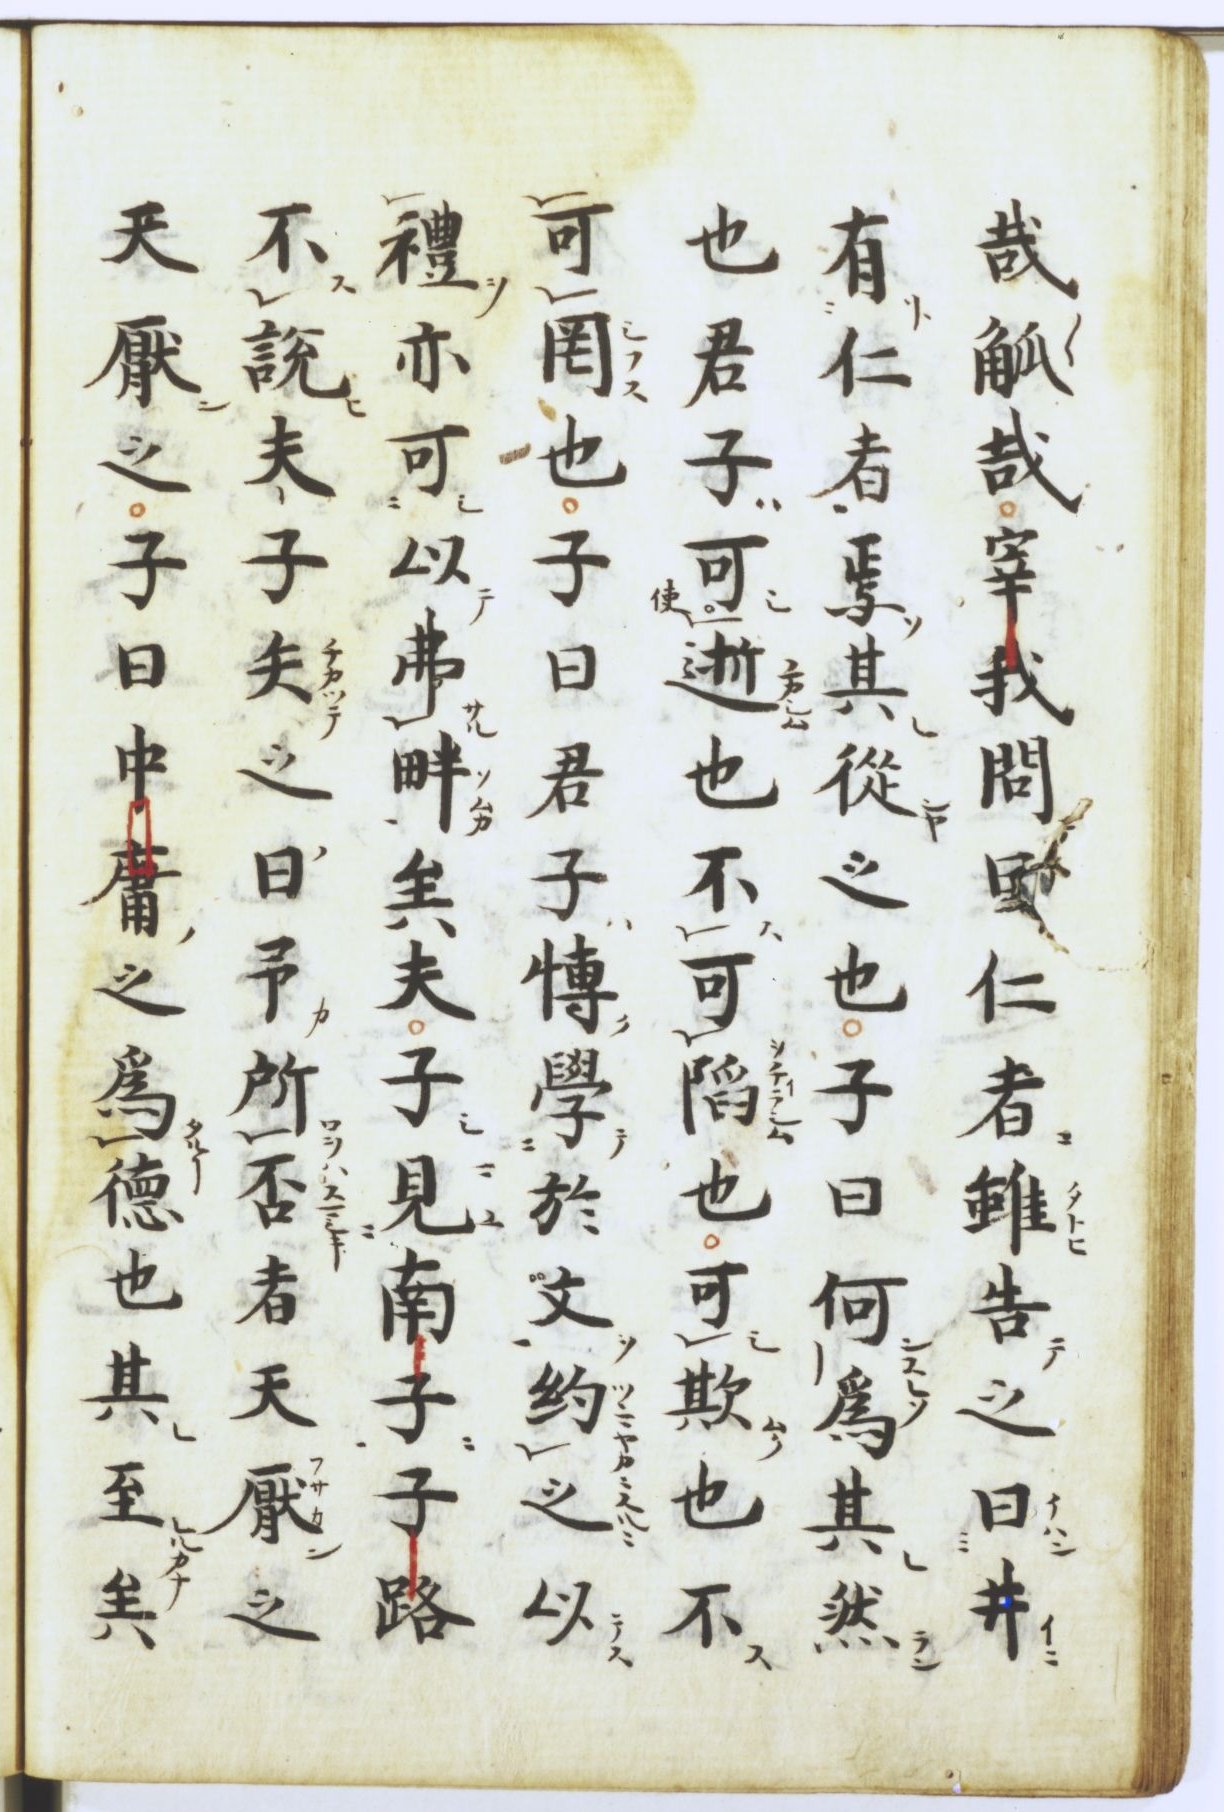 哉觚哉宰我問曰仁者雖告之曰井
有仁者焉其從之也子曰何爲其然
也君子可逝也不可陷也可欺也不
可罔也子曰君子博學於文約之以
禮亦可以弗畔矣夫子見南子子路
不說夫子矢之曰予所否者天厭之
天厭之子曰中庸之爲德也其至矣